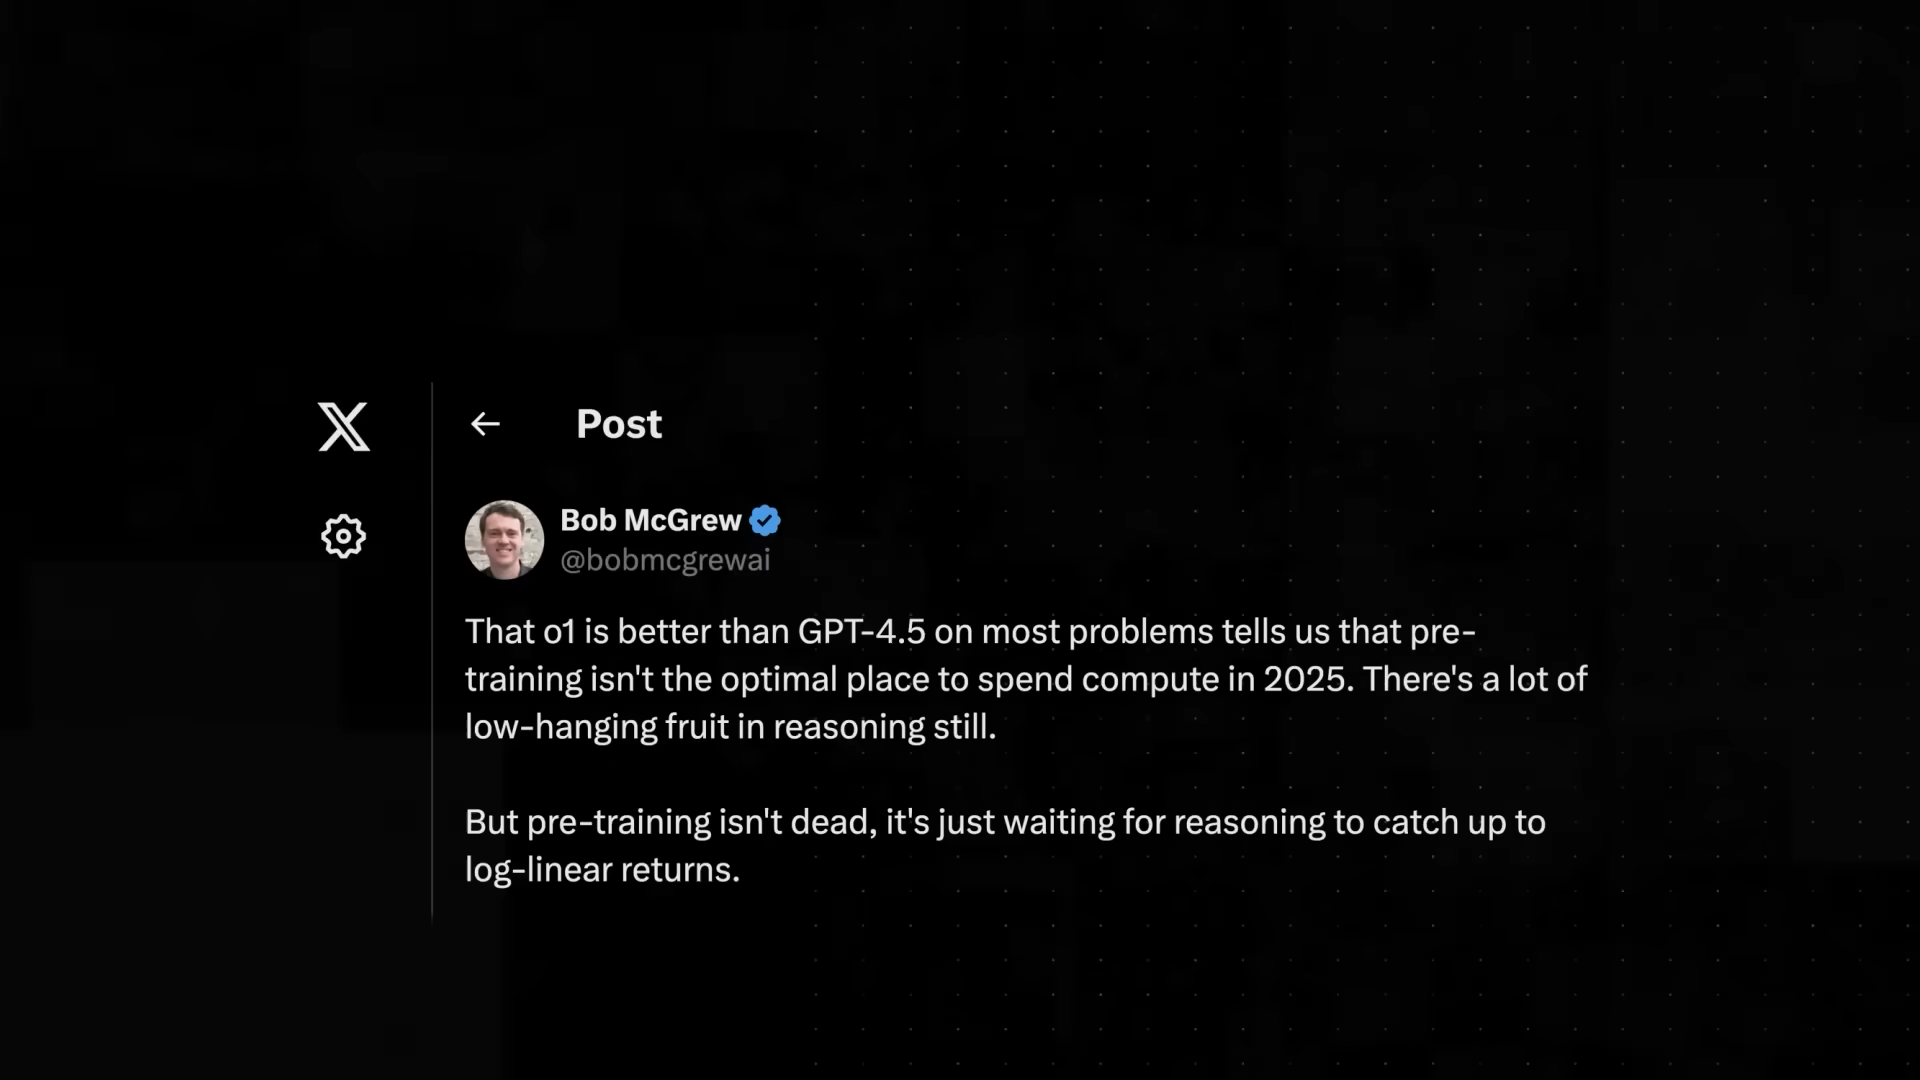 Post
Bob McGrew
@bobmcgrewai
That o1 is better than GPT-4.5 on most problems tells us that pre-
training isn't the optimal place to spend compute in 2025. There's a lot of
low-hanging fruit in reasoning still.
But pre-training isn't dead, it's just waiting for reasoning to catch up to
log-linear returns.